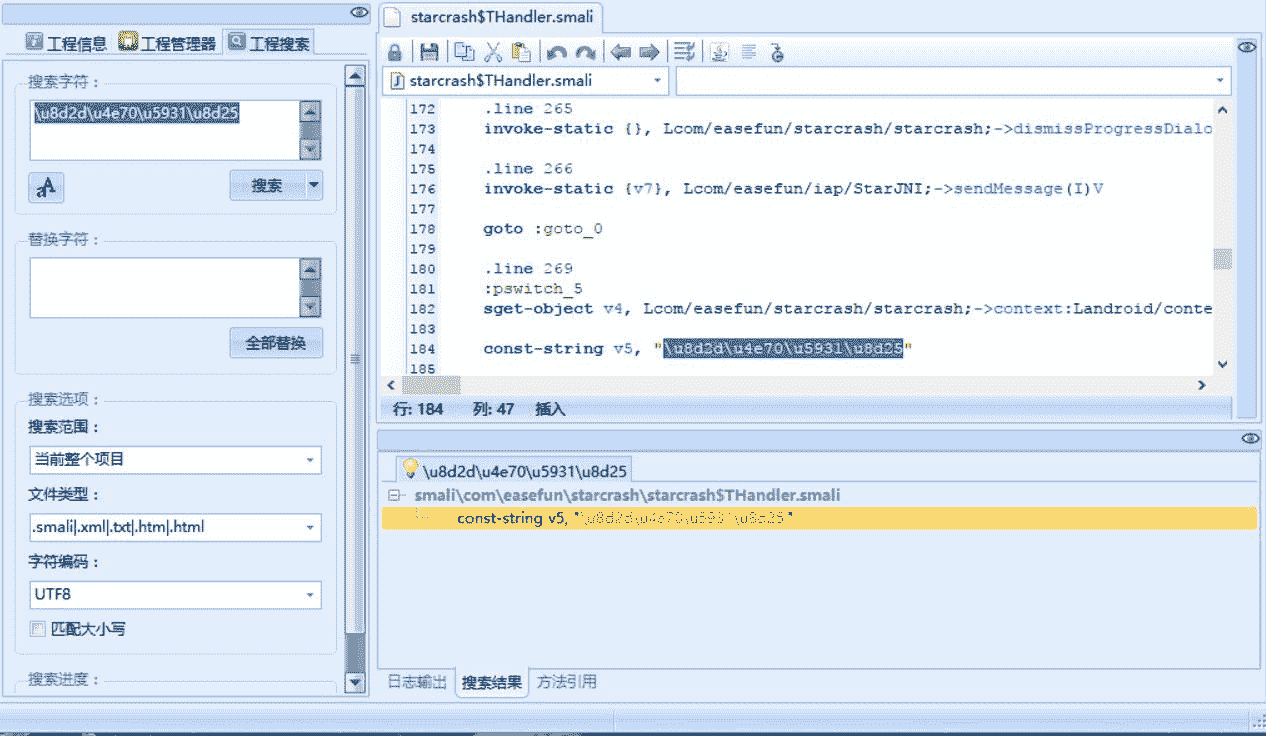 工程信息 工程管理器 工程搜索
搜索字符：
\u8d2d\u4e70\u5931\u8d25
搜索
替换字符：
全部替换
搜索选项：
搜索范围：
当前整个项目
文件类型：
.smali|.xml|.txt|.htm|.html
字符编码：
UTF8
匹配大小写
搜索进度：
starcrash$THandler.smali
starcrash$THandler.smali
172 .line 265
173 invoke-static {}, Lcom/easefun/starcrash/starcrash;->dismissProgressDialo
174
175 .line 266
176 invoke-static {v7}, Lcom/easefun/iap/StarJNI;->sendMessage(I)V
177
178 goto :goto_0
179
180 .line 269
181 :pswitch_5
182 sget-object v4, Lcom/easefun/starcrash/starcrash;->context:Landroid/conte
183
184 const-string v5, "\u8d2d\u4e70\u5931\u8d25"
185
行: 184 列: 47 插入
\u8d2d\u4e70\u5931\u8d25
smali\com\easefun\starcrash\starcrash$THandler.smali
const-string v5, "\u8d2d\u4e70\u5931\u8d25"
日志输出 搜索结果 方法引用